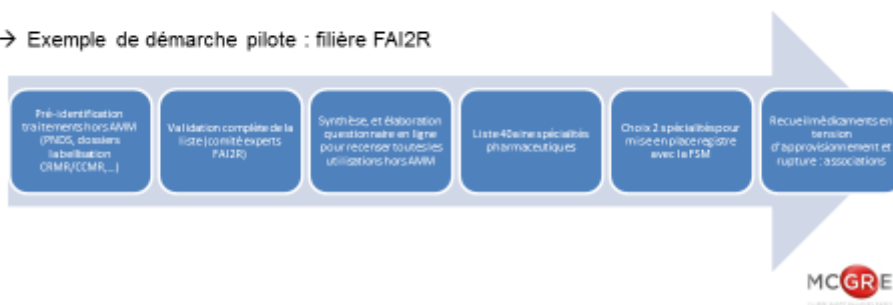 → Exemple de démarche pilote : filière FAI2R
Pré-identification
traitements hors AMM
(PNDS, dossiers
labellisation
CRMR/CCMR,...)
Validation complète de la
liste (comité experts
FAI2R)
Synthèse, et élaboration
questionnaire en ligne
pour recenser toutes les
utilisations hors AMM
Liste 40aine spécialités
pharmaceutiques
Choix 2 spécialités pour
mise en place registre
avec la FSM
Recueil médicaments en
tension
d'approvisionnement et
rupture : associations
MCGRE